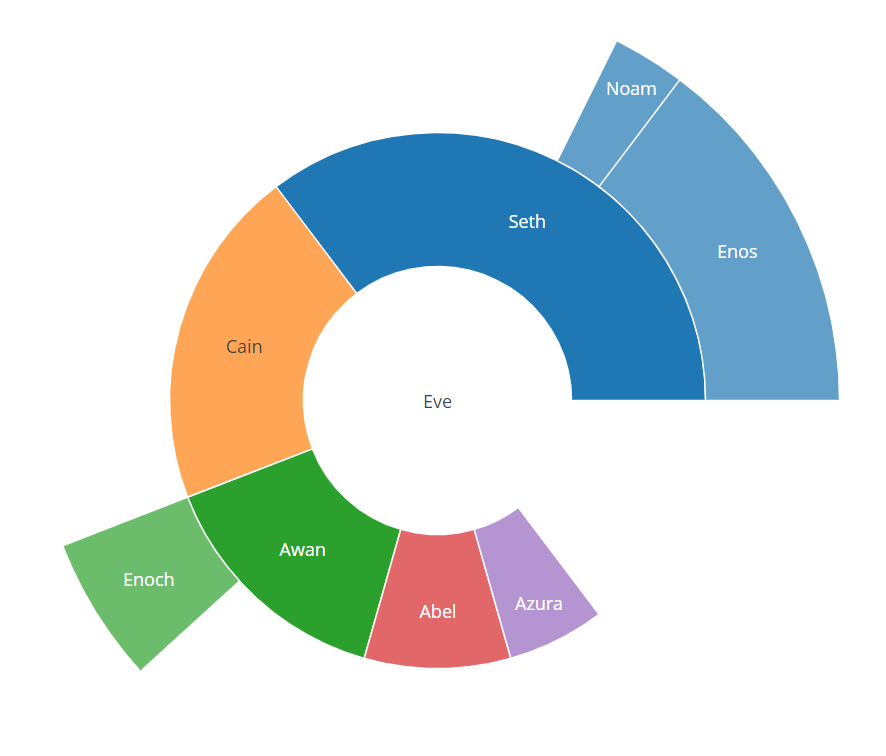 Noam
Seth
Enos
Cain
Eve
Awan
Enoch
Azura
Abel